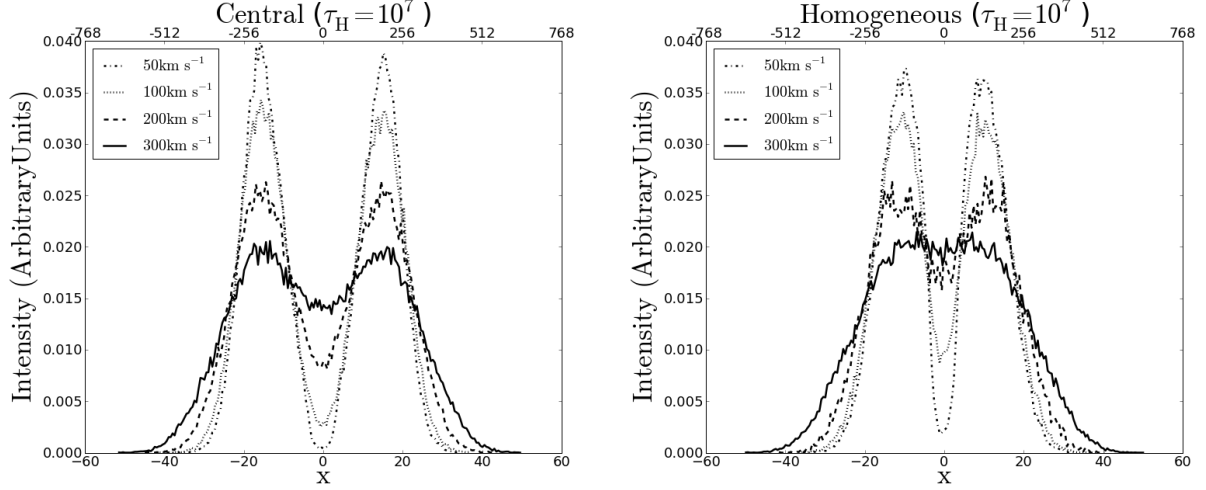 Central (τH=10^7 )
-768 -512 -256 0 256 512 768
0.040
0.035
0.030
0.025
0.020
0.015
0.010
0.005
0.000
Intensity (ArbitraryUnits)
50km s⁻¹
100km s⁻¹
200km s⁻¹
300km s⁻¹
−60 −40 −20 0 20 40 60
x
Homogeneous (τH=10^7 )
-768 -512 -256 0 256 512 768
0.040
0.035
0.030
0.025
0.020
0.015
0.010
0.005
0.000
Intensity (ArbitraryUnits)
50km s⁻¹
100km s⁻¹
200km s⁻¹
300km s⁻¹
−60 −40 −20 0 20 40 60
x